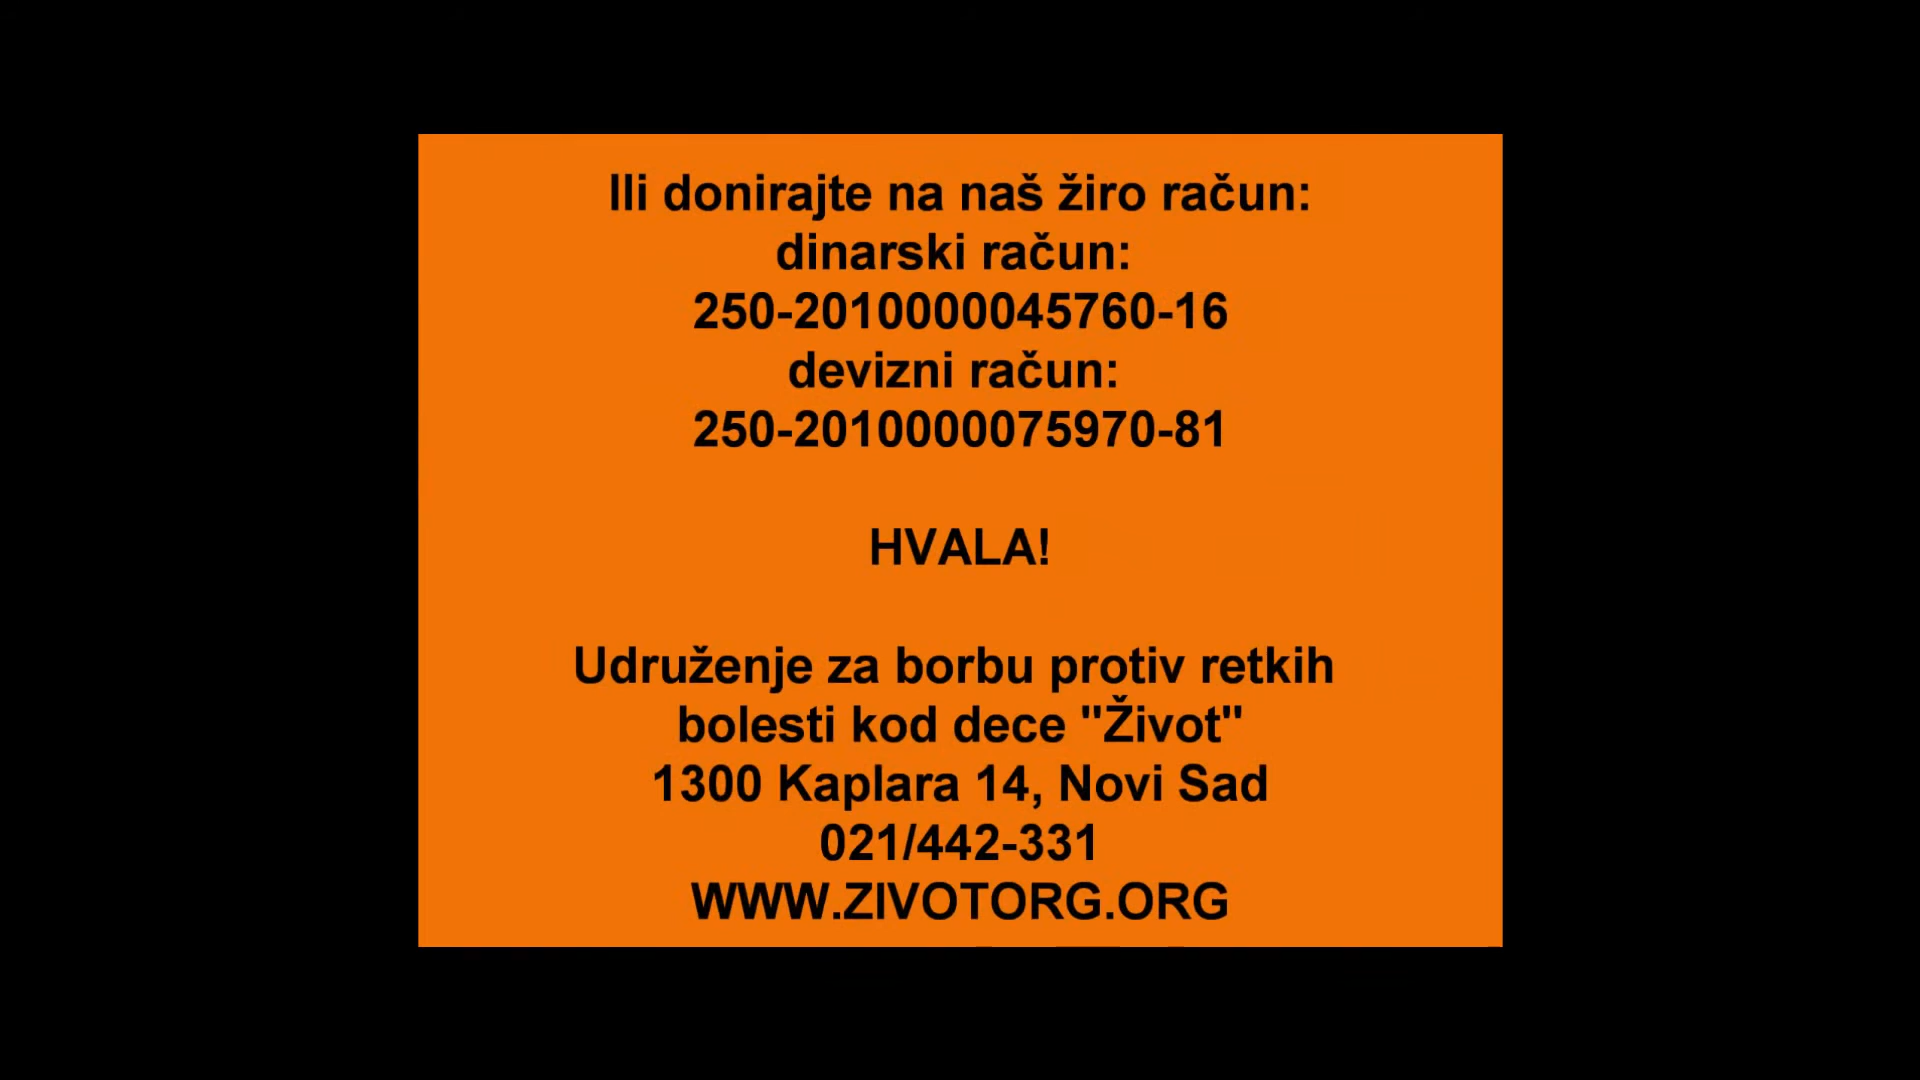 Ili donirajte na naš žiro račun:
dinarski račun:
250-2010000045760-16
devizni račun:
250-2010000075970-81
HVALA!
Udruženje za borbu protiv retkih
bolesti kod dece "Život"
1300 Kaplara 14, Novi Sad
021/442-331
WWW.ZIVOTORG.ORG